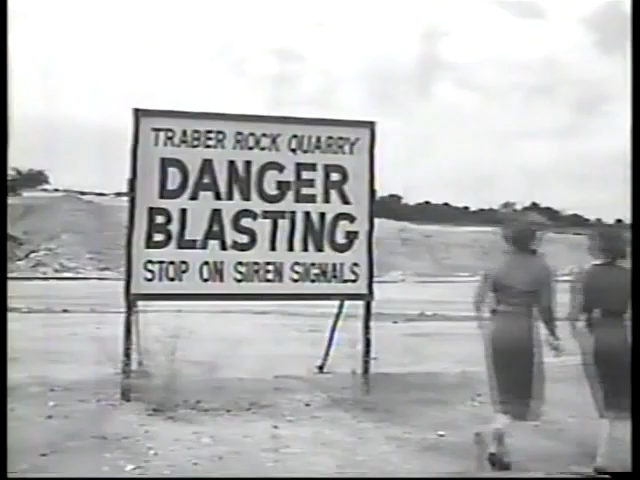 TRABER ROCK QUARRY
DANGER
BLASTING
STOP ON SIREN SIGNALS